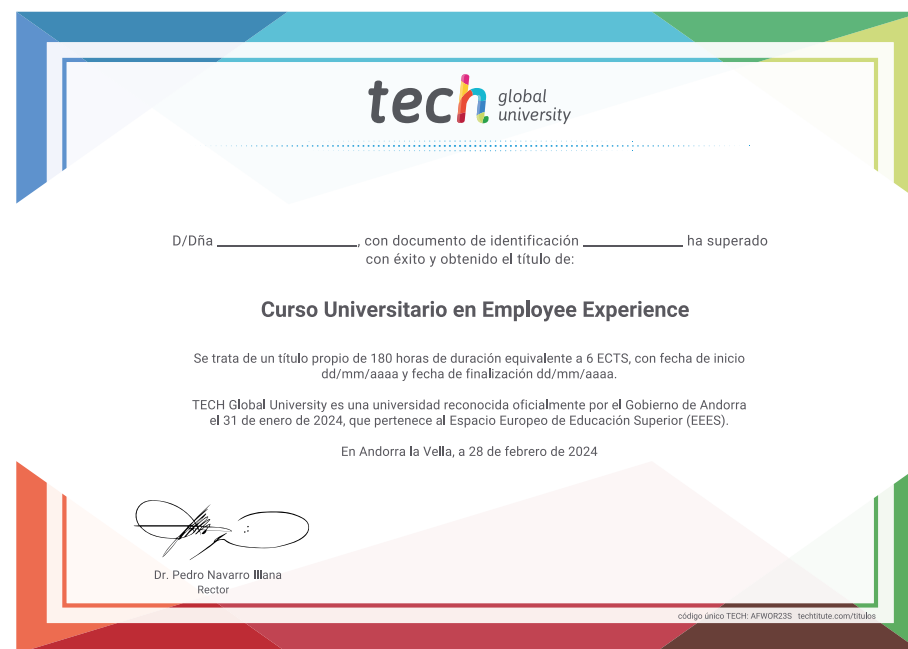 tech global
university
D/Dña ____________________, con documento de identificación ______________ ha superado
con éxito y obtenido el título de:
Curso Universitario en Employee Experience
Se trata de un título propio de 180 horas de duración equivalente a 6 ECTS, con fecha de inicio
dd/mm/aaaa y fecha de finalización dd/mm/aaaa.
TECH Global University es una universidad reconocida oficialmente por el Gobierno de Andorra
el 31 de enero de 2024, que pertenece al Espacio Europeo de Educación Superior (EEES).
En Andorra la Vella, a 28 de febrero de 2024
Dr. Pedro Navarro Illana
Rector
código único TECH: AFWOR23S techtitute.com/titulos